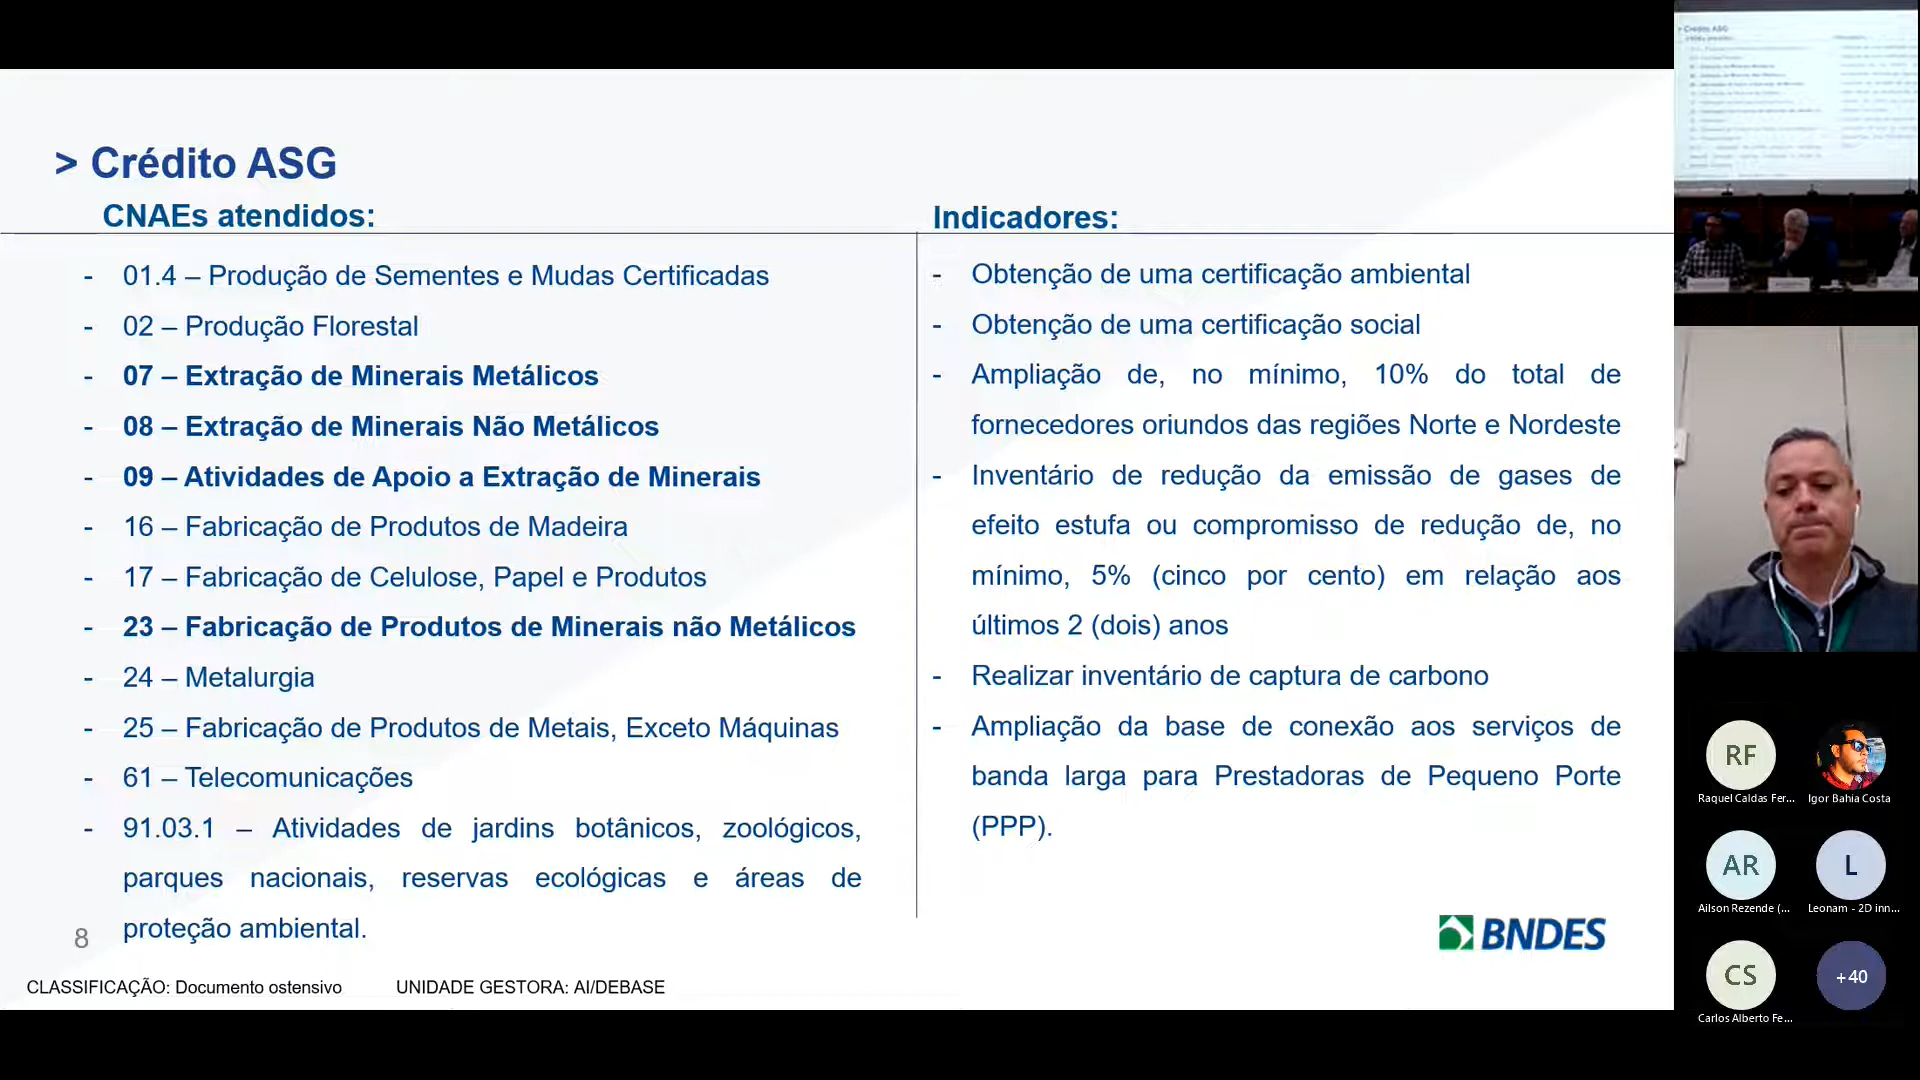 > Crédito ASG
CNAEs atendidos:
- 01.4 – Produção de Sementes e Mudas Certificadas
- 02 – Produção Florestal
- 07 – Extração de Minerais Metálicos
- 08 – Extração de Minerais Não Metálicos
- 09 – Atividades de Apoio a Extração de Minerais
- 16 – Fabricação de Produtos de Madeira
- 17 – Fabricação de Celulose, Papel e Produtos
- 23 – Fabricação de Produtos de Minerais não Metálicos
- 24 – Metalurgia
- 25 – Fabricação de Produtos de Metais, Exceto Máquinas
- 61 – Telecomunicações
- 91.03.1 – Atividades de jardins botânicos, zoológicos,
parques nacionais, reservas ecológicas e áreas de
proteção ambiental.
Indicadores:
- Obtenção de uma certificação ambiental
- Obtenção de uma certificação social
- Ampliação de, no mínimo, 10% do total de
fornecedores oriundos das regiões Norte e Nordeste
- Inventário de redução da emissão de gases de
efeito estufa ou compromisso de redução de, no
mínimo, 5% (cinco por cento) em relação aos
últimos 2 (dois) anos
- Realizar inventário de captura de carbono
- Ampliação da base de conexão aos serviços de
banda larga para Prestadoras de Pequeno Porte
(PPP).
8
BNDES
CLASSIFICAÇÃO: Documento ostensivo UNIDADE GESTORA: AI/DEBASE
Crédito ASG
RF
Raquel Caldas Fer...
Igor Bahia Costa
AR
Ailson Rezende (...
L
Leonam - 2D inn...
CS
Carlos Alberto Fe...
+40